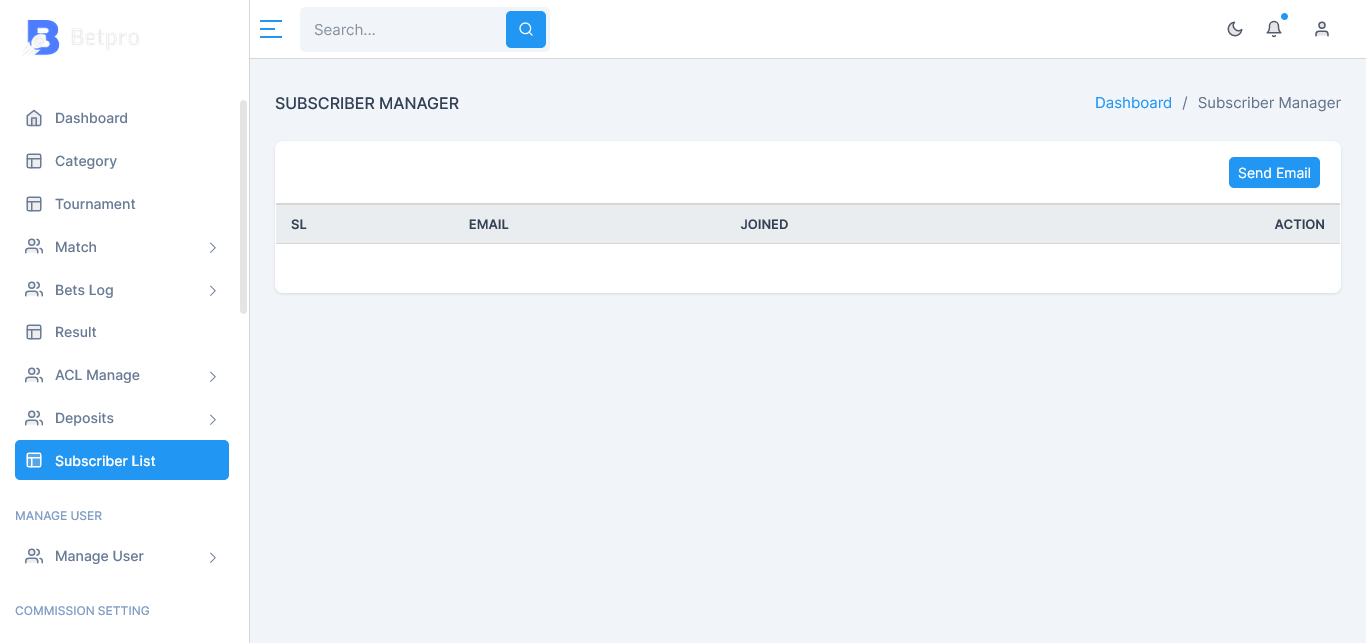 Betpro
Search...
Dashboard
Category
Tournament
Match
Bets Log
Result
ACL Manage
Deposits
Subscriber List
MANAGE USER
Manage User
COMMISSION SETTING
SUBSCRIBER MANAGER
Dashboard / Subscriber Manager
Send Email
SL EMAIL JOINED ACTION